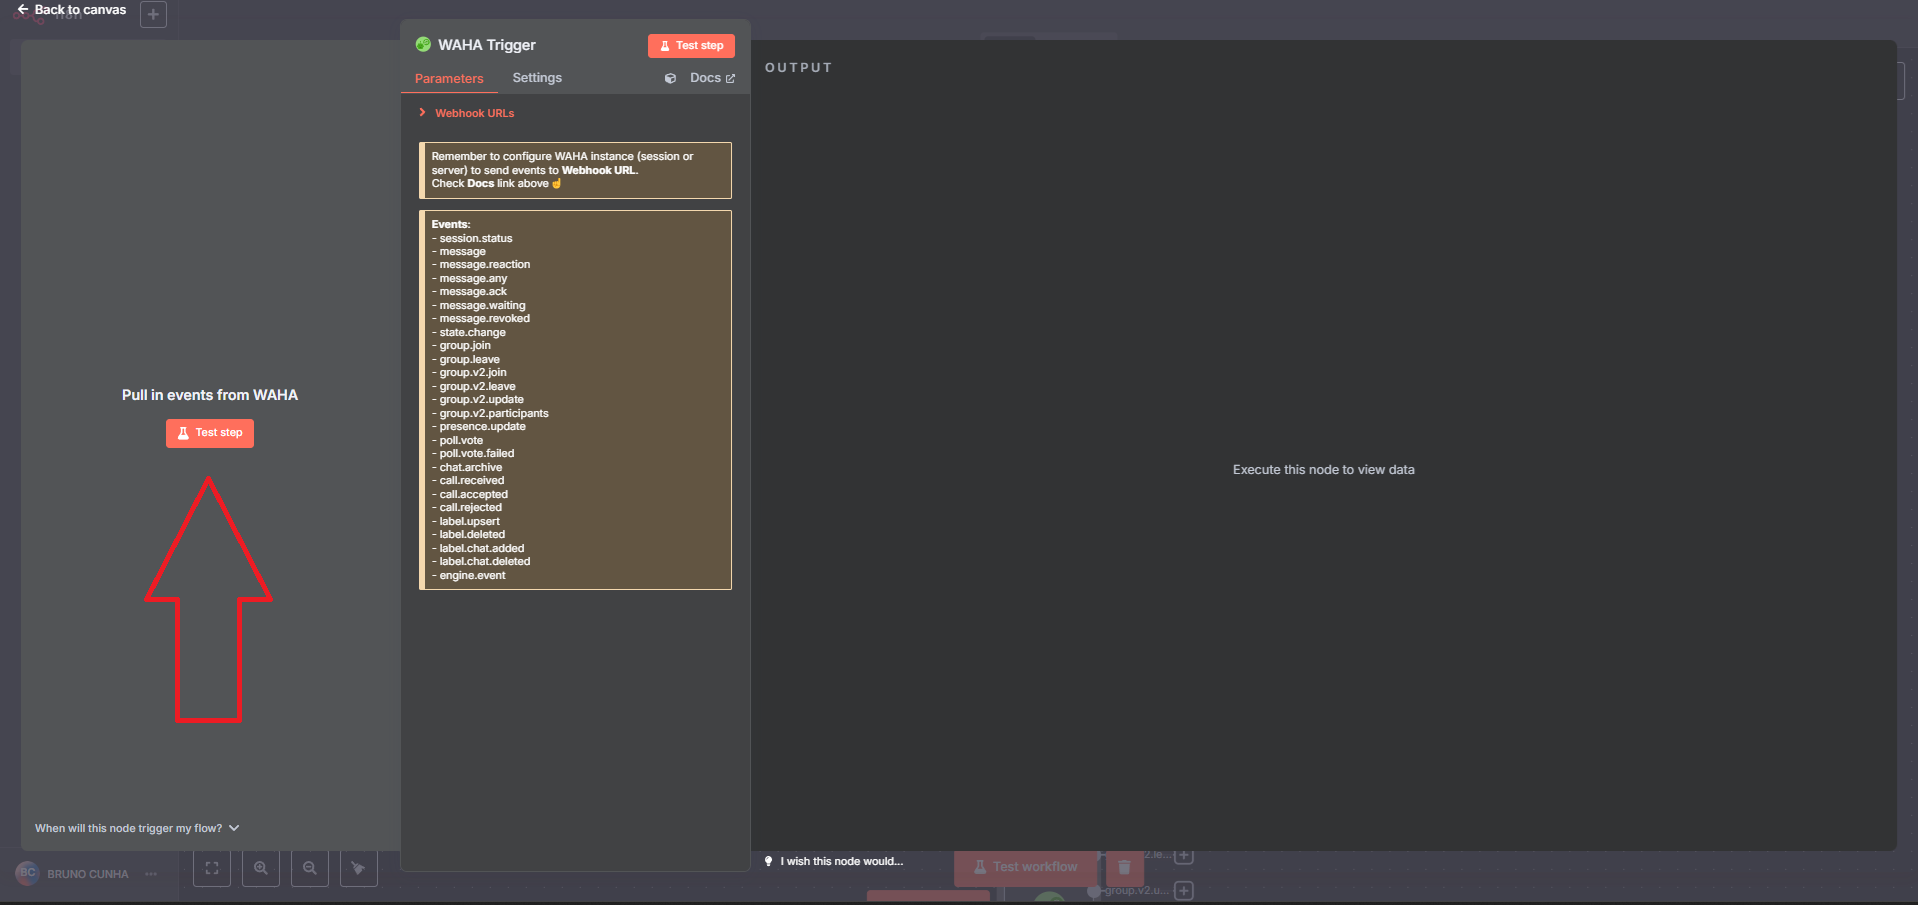 Back to canvas
n8n
WAHA Trigger
Test step
Parameters
Settings
Docs
Webhook URLs
Remember to configure WAHA instance (session or
server) to send events to Webhook URL.
Check Docs link above ☝
Events:
- session.status
- message
- message.reaction
- message.any
- message.ack
- message.waiting
- message.revoked
- state.change
- group.join
- group.leave
- group.v2.join
- group.v2.leave
- group.v2.update
- group.v2.participants
- presence.update
- poll.vote
- poll.vote.failed
- chat.archive
- call.received
- call.accepted
- call.rejected
- label.upsert
- label.deleted
- label.chat.added
- label.chat.deleted
- engine.event
Pull in events from WAHA
Test step
When will this node trigger my flow?
OUTPUT
Execute this node to view data
I wish this node would...
BC
BRUNO CUNHA
Test workflow
2.le...
group.v2.u...